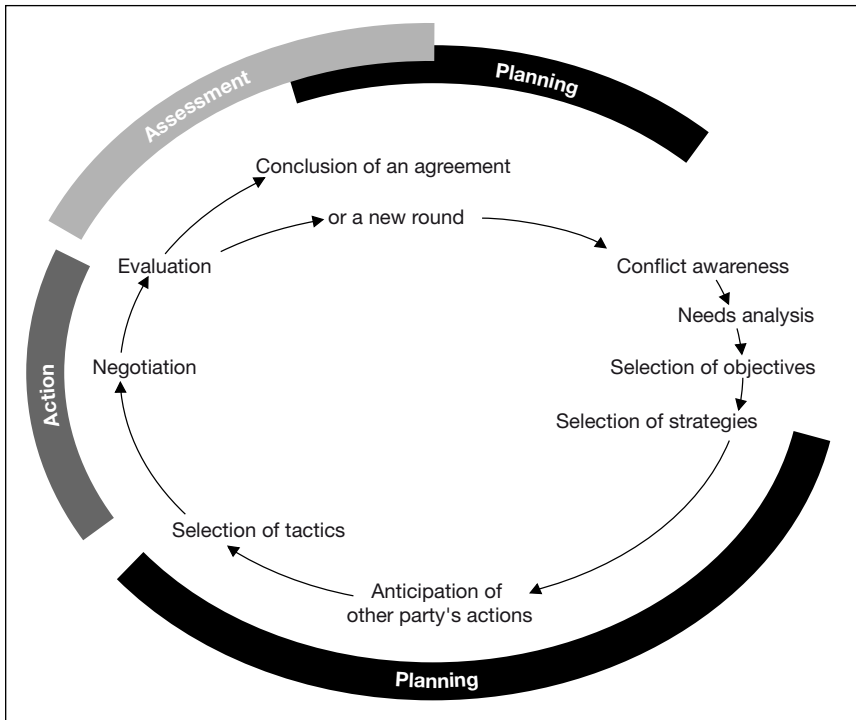 Planning
Assessment
Conclusion of an agreement
or a new round
Evaluation
Conflict awareness
Needs analysis
Negotiation
Selection of objectives
Action
Selection of strategies
Selection of tactics
Anticipation of
other party's actions
Planning